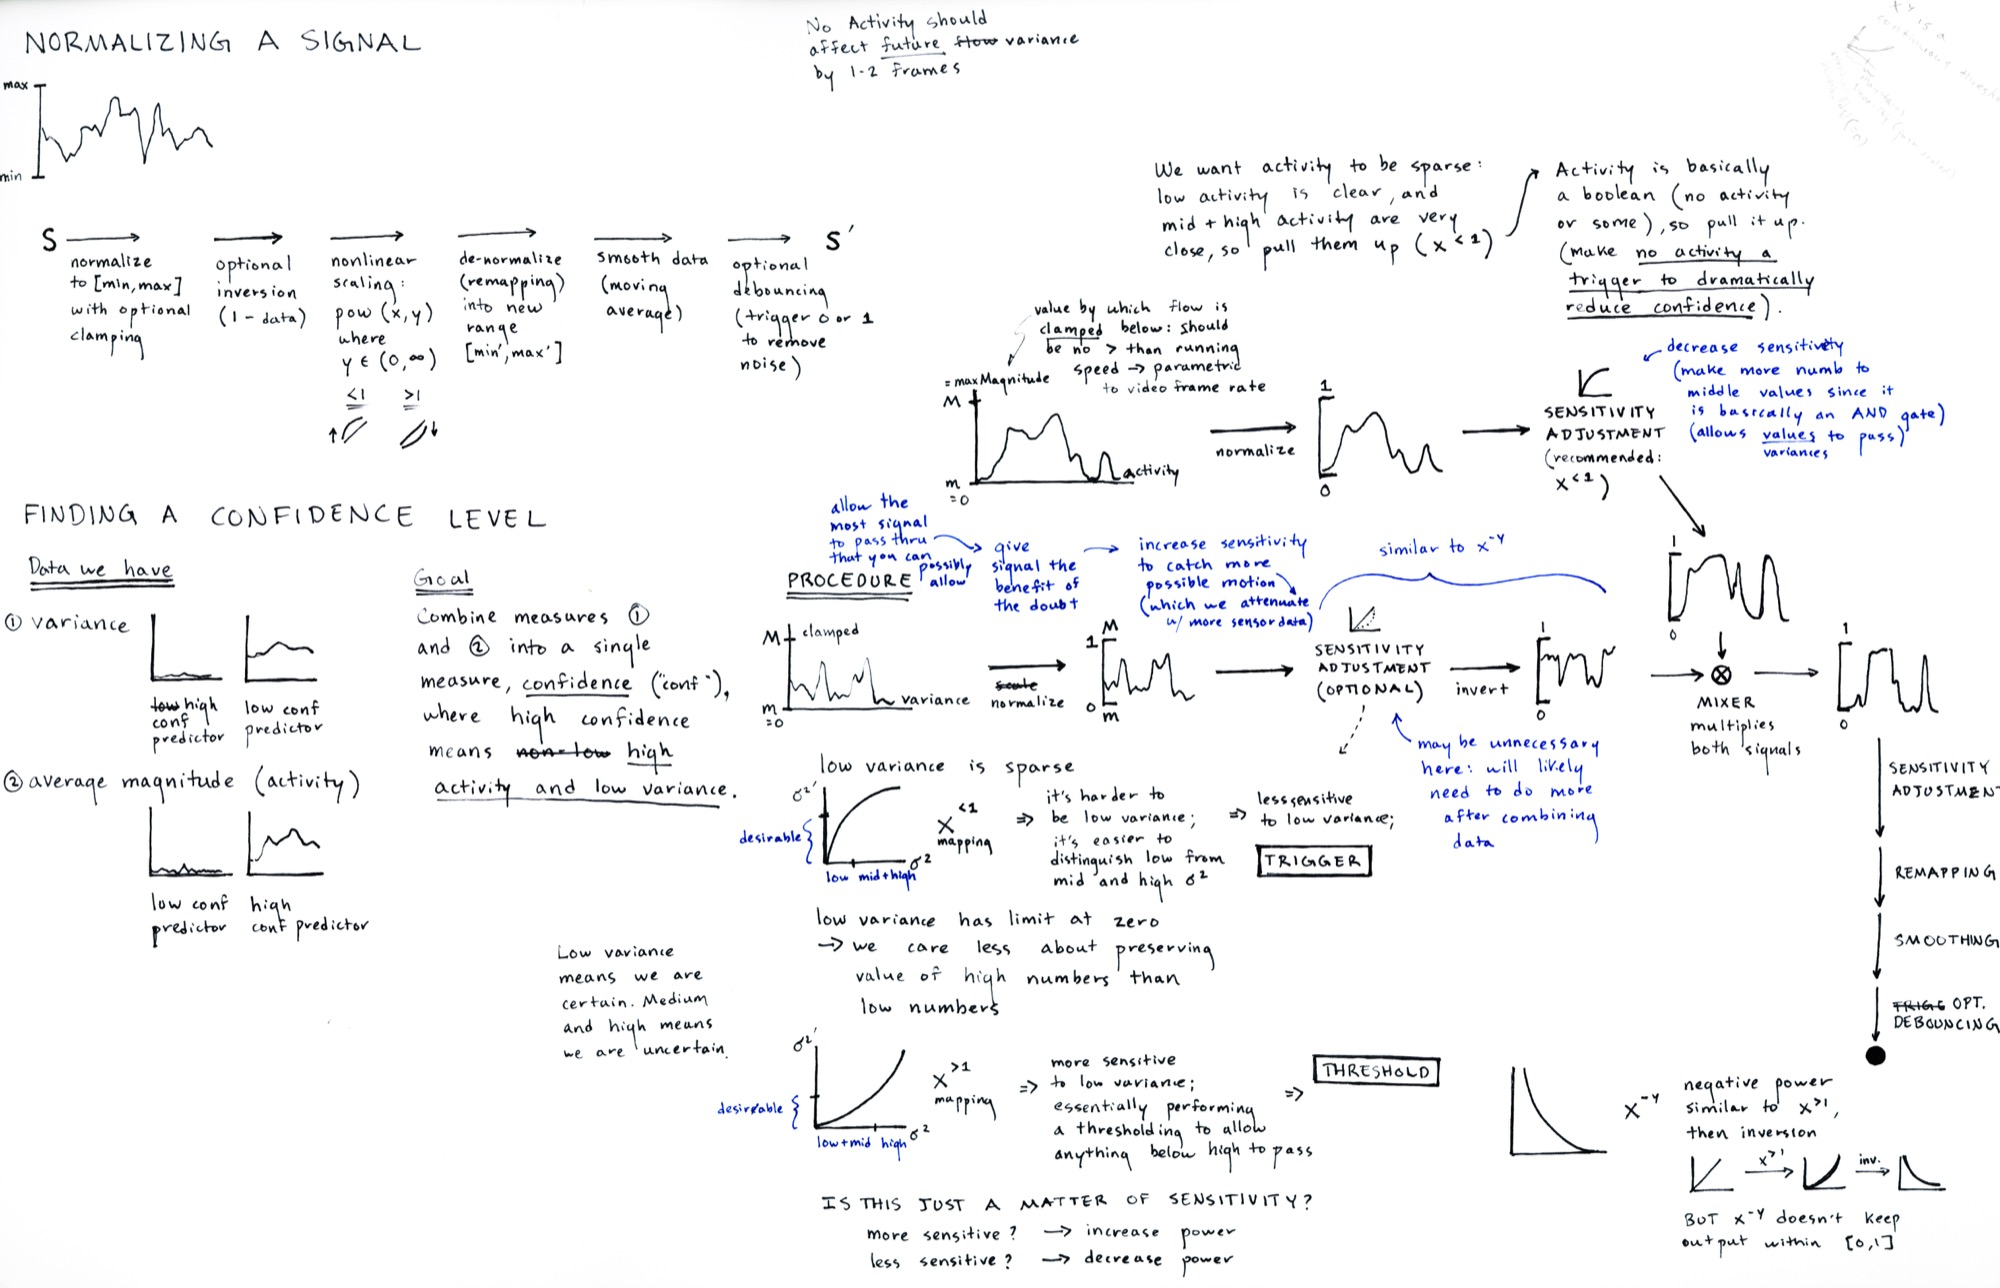 NORMALIZING A SIGNAL
max
min
No Activity should
affect future flow variance
by 1-2 frames
S
normalize
to [min, max]
with optional
clamping
optional
inversion
(1 - data)
nonlinear
scaling:
pow (x,y)
where
y ∈ (0, ∞)
<1
>1
de-normalize
(remapping)
into new
range
[min', max']
smooth data
(moving
average)
optional
debouncing
(trigger 0 or 1
to remove
noise)
S'
We want activity to be sparse:
low activity is clear, and
mid + high activity are very
close, so pull them up (x^<1)
Activity is basically
a boolean (no activity
or some), so pull it up.
(make no activity a
trigger to dramatically
reduce confidence).
value by which flow is
clamped below: should
be no > than running
speed → parametric
to video frame rate
= maxMagnitude
M
m
=0
activity
normalize
1
0
SENSITIVITY
ADJUSTMENT
(recommended:
x^<1)
decrease sensitivity
(make more numb to
middle values since it
is basically an AND gate)
(allows values to pass)
variances
1
0
FINDING A CONFIDENCE LEVEL
Data we have
① variance
low high
conf
predictor
low conf
predictor
② average magnitude (activity)
low conf
predictor
high
conf predictor
Goal
Combine measures ①
and ② into a single
measure, confidence ("conf"),
where high confidence
means non-low high
activity and low variance.
allow the
most signal
to pass thru
that you can
possibly
allow
give
signal the
benefit of
the doubt
increase sensitivity
to catch more
possible motion
(which we attenuate
w/ more sensor data)
similar to x^-y
PROCEDURE
M
clamped
m
=0
variance
scale
normalize
M
1
0
m
SENSITIVITY
ADJUSTMENT
(OPTIONAL)
invert
1
0
MIXER
multiplies
both signals
1
0
may be unnecessary
here: will likely
need to do more
after combining
data
SENSITIVITY
ADJUSTMENT
REMAPPING
SMOOTHING
TRIGG OPT.
DEBOUNCING
low variance is sparse
σ²'
desirable
σ²
low mid+high
x^<1
mapping
⇒ it's harder to
be low variance;
it's easier to
distinguish low from
mid and high σ²
⇒ less sensitive
to low variance;
TRIGGER
low variance has limit at zero
→ we care less about preserving
value of high numbers than
low numbers
Low variance
means we are
certain. Medium
and high means
we are uncertain.
σ²'
desireable
σ²
low+mid high
x^>1
mapping
⇒ more sensitive
to low variance;
essentially performing
a thresholding to allow
anything below high to pass
⇒ THRESHOLD
x^-y
negative power
similar to x^>1,
then inversion
x^>1
inv.
BUT x^-y doesn't keep
output within [0,1]
IS THIS JUST A MATTER OF SENSITIVITY?
more sensitive? → increase power
less sensitive? → decrease power